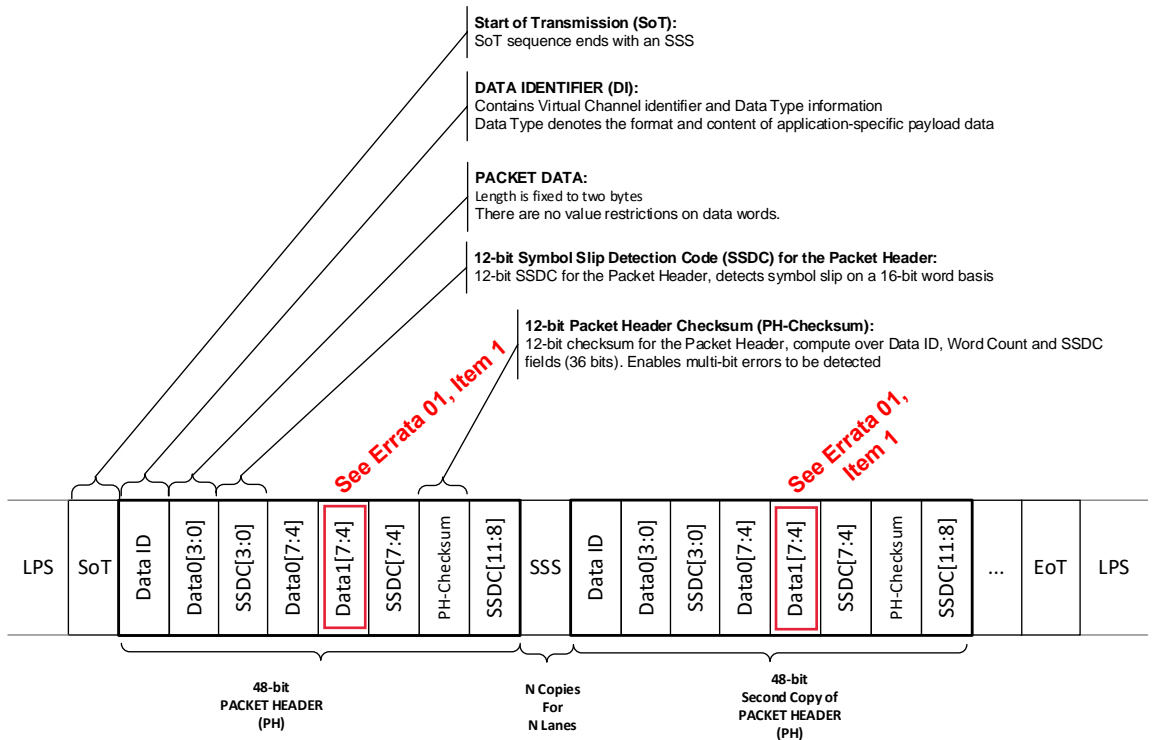 Start of Transmission (SoT):
SoT sequence ends with an SSS
DATA IDENTIFIER (DI):
Contains Virtual Channel identifier and Data Type information
Data Type denotes the format and content of application-specific payload data
PACKET DATA:
Length is fixed to two bytes
There are no value restrictions on data words.
12-bit Symbol Slip Detection Code (SSDC) for the Packet Header:
12-bit SSDC for the Packet Header, detects symbol slip on a 16-bit word basis
12-bit Packet Header Checksum (PH-Checksum):
12-bit checksum for the Packet Header, compute over Data ID, Word Count and SSDC
fields (36 bits). Enables multi-bit errors to be detected
See Errata 01, Item 1
See Errata 01,
Item 1
LPS
SoT
Data ID
Data0[3:0]
SSDC[3:0]
Data0[7:4]
Data1[7:4]
SSDC[7:4]
PH-Checksum
SSDC[11:8]
SSS
Data ID
Data0[3:0]
SSDC[3:0]
Data0[7:4]
Data1[7:4]
SSDC[7:4]
PH-Checksum
SSDC[11:8]
...
EoT
LPS
48-bit
PACKET HEADER
(PH)
N Copies
For
N Lanes
48-bit
Second Copy of
PACKET HEADER
(PH)